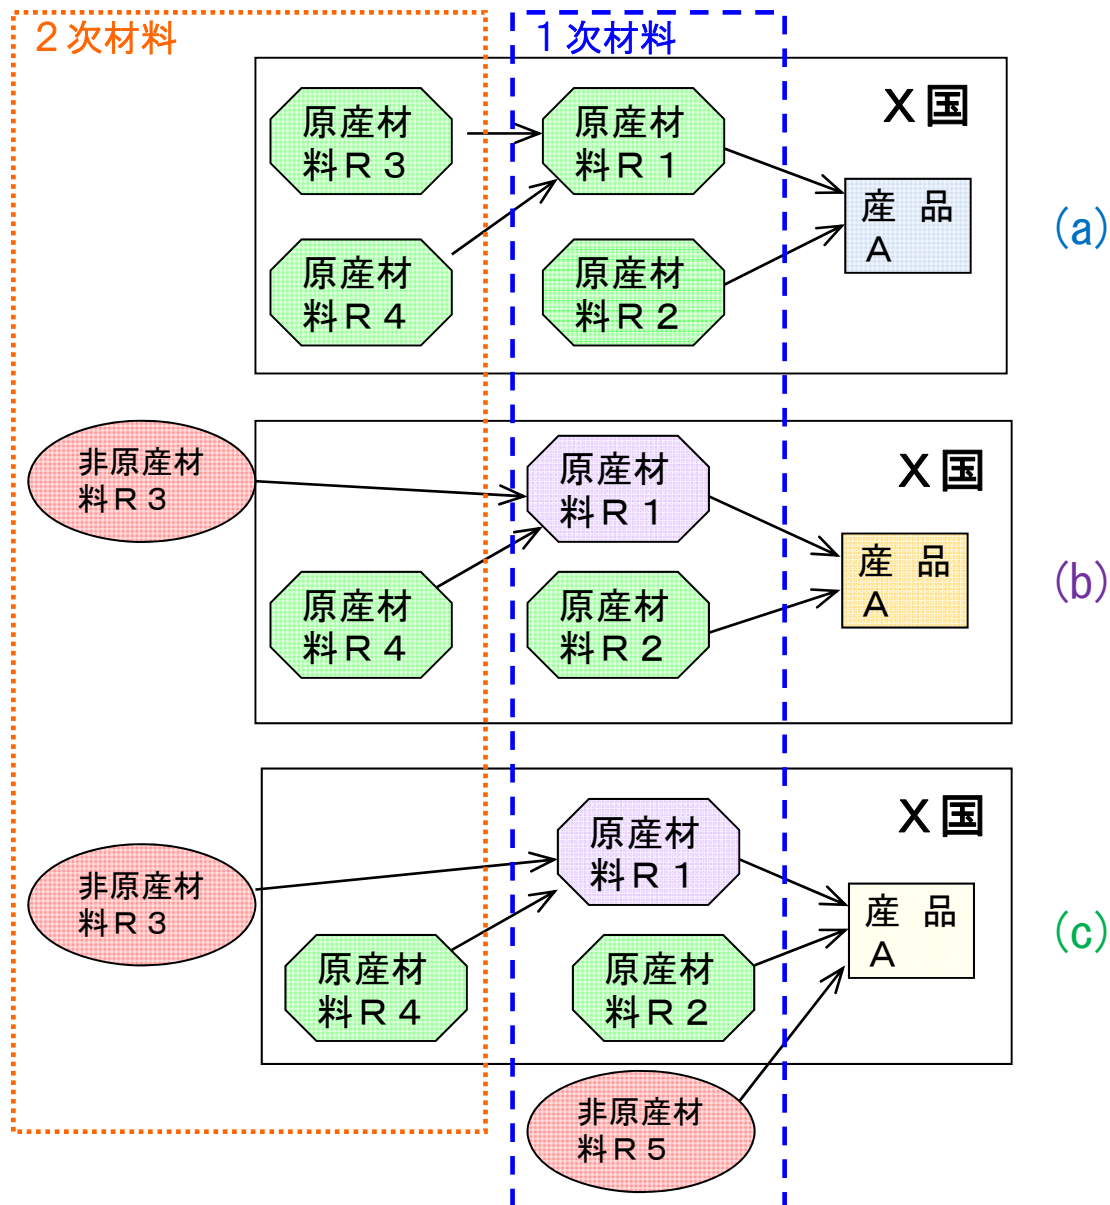 ２次材料
１次材料
Ｘ国
原産材
料Ｒ３
原産材
料Ｒ１
産　品
Ａ
(a)
原産材
料Ｒ４
原産材
料Ｒ２
Ｘ国
非原産材
料Ｒ３
原産材
料Ｒ１
産　品
Ａ
(b)
原産材
料Ｒ４
原産材
料Ｒ２
Ｘ国
非原産材
料Ｒ３
原産材
料Ｒ１
産　品
Ａ
(c)
原産材
料Ｒ４
原産材
料Ｒ２
非原産材
料Ｒ５